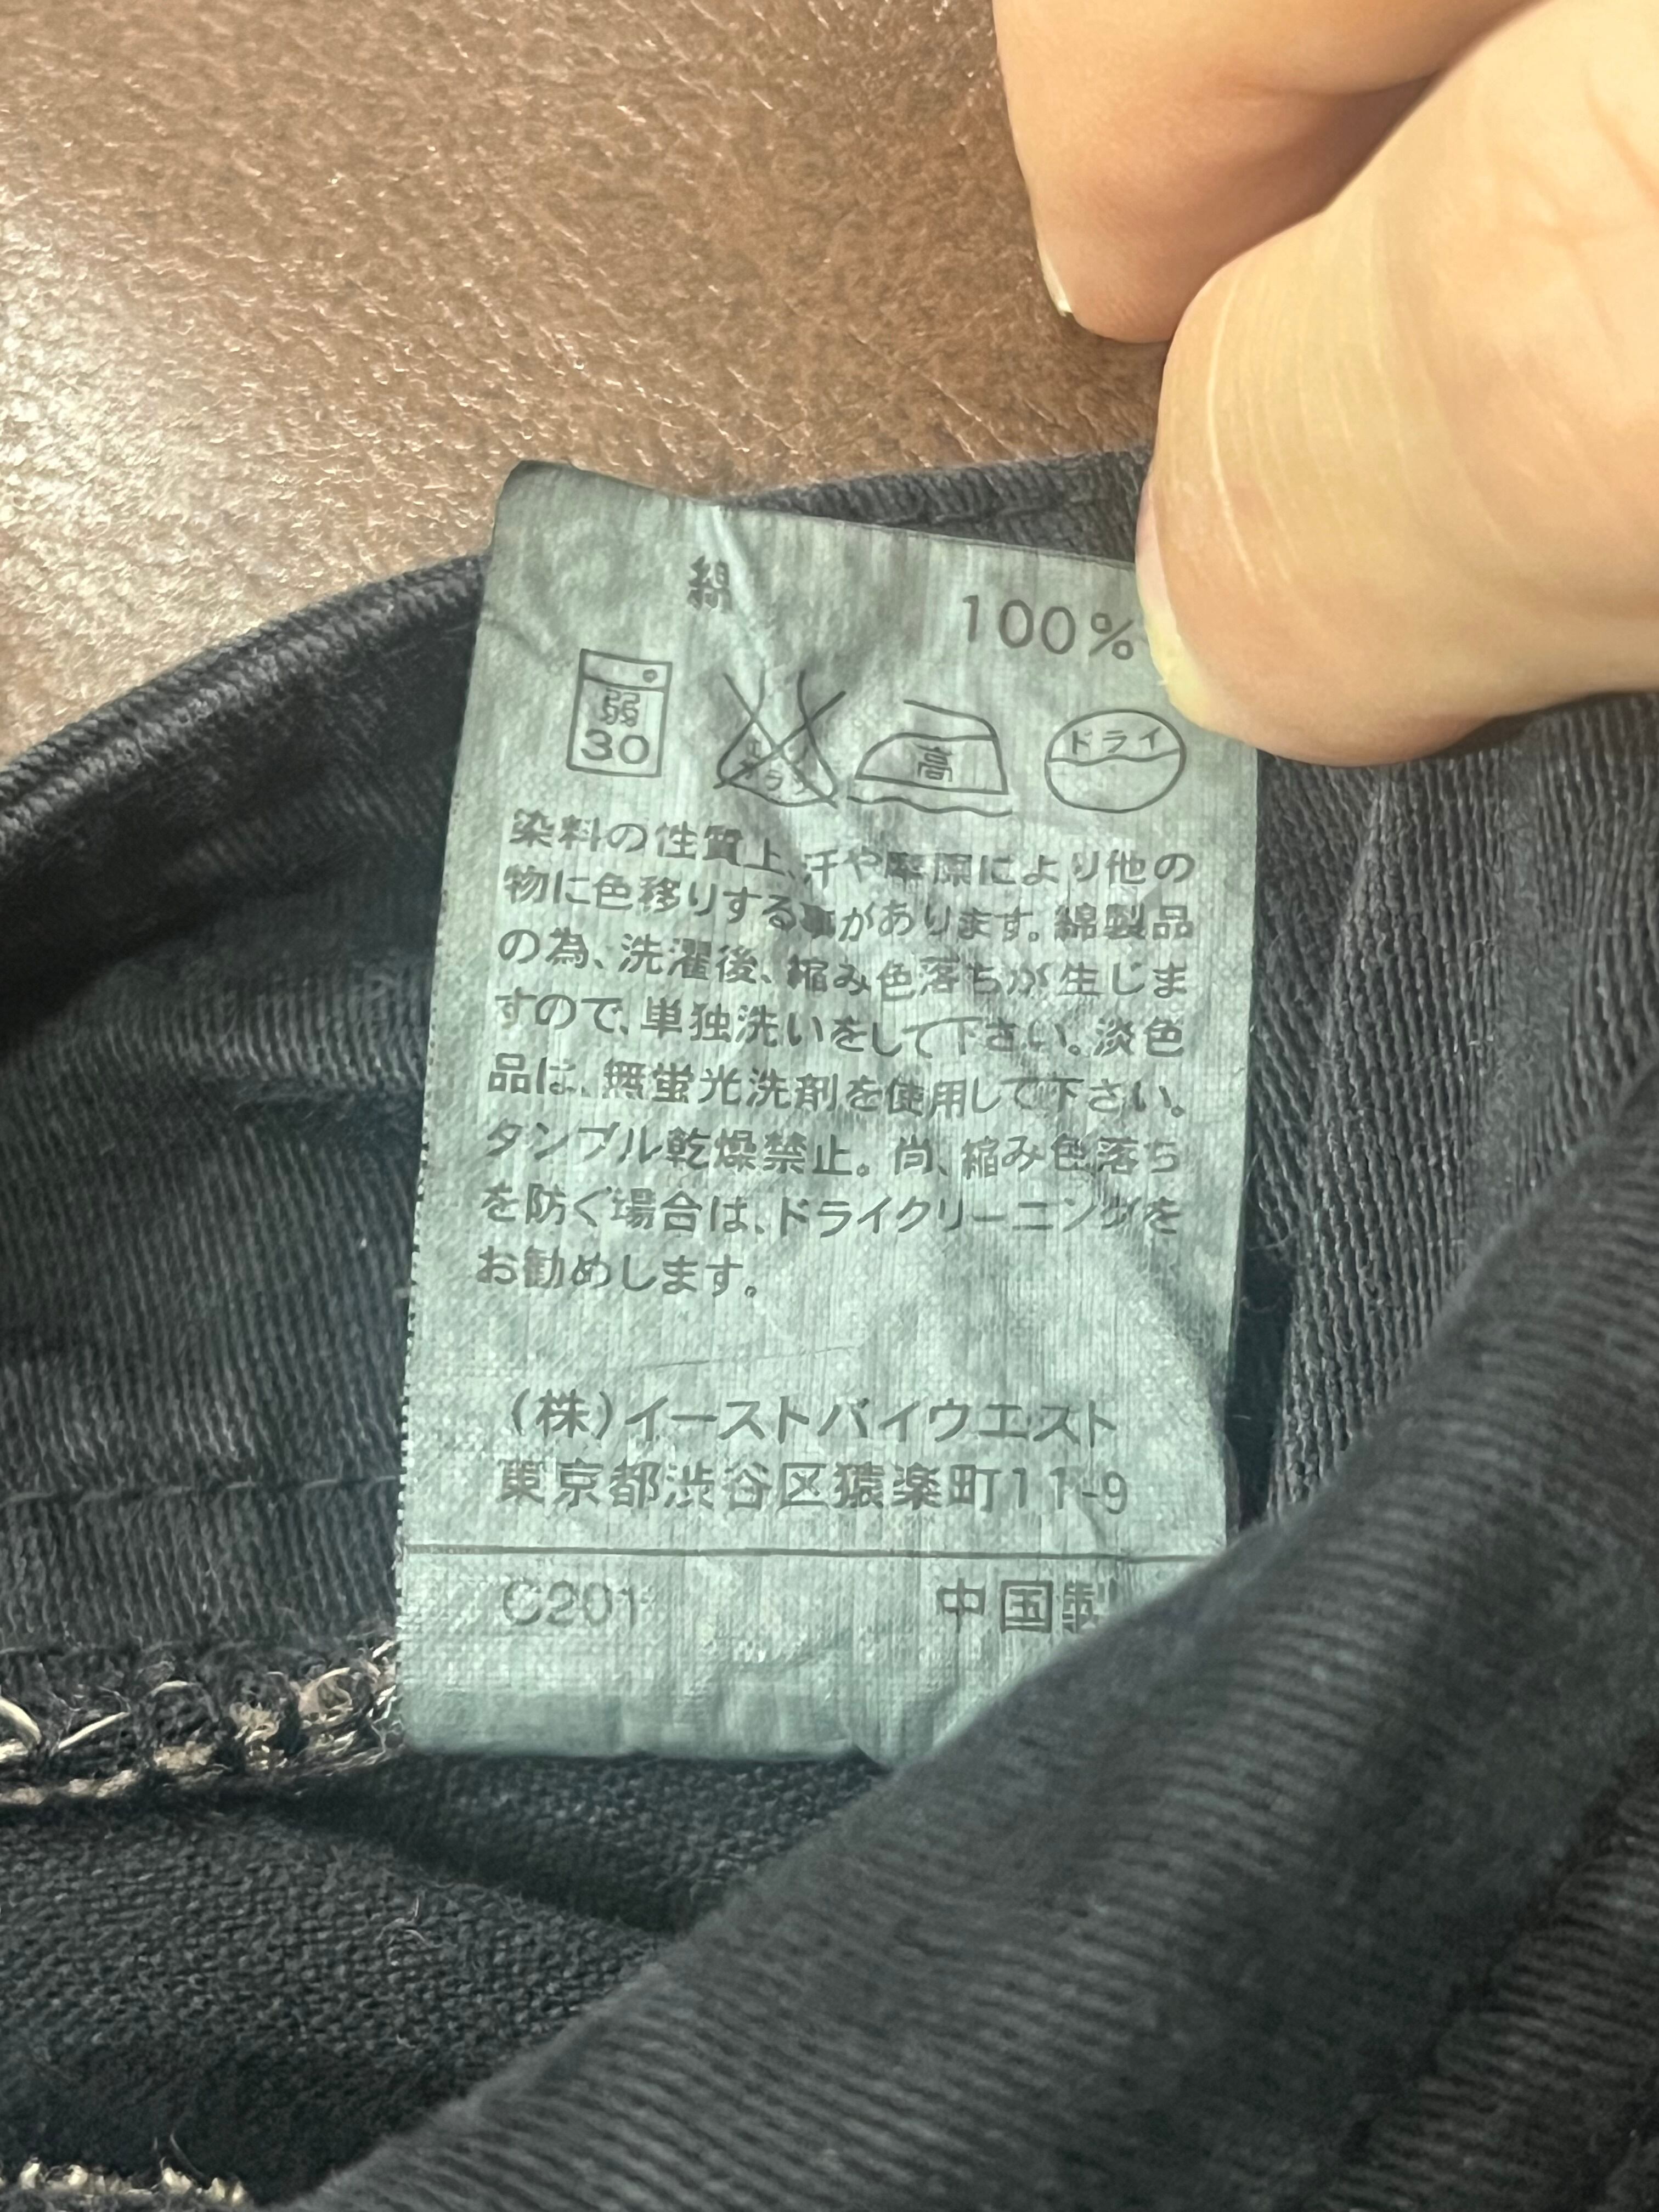 綿 100%
弱 30 エンソサラシ 高 ドライ
染料の性質上、汗や摩擦により他の
物に色移りする事があります。綿製品
の為、洗濯後、縮み色落ちが生じま
すので、単独洗いをして下さい。淡色
品は、無蛍光洗剤を使用して下さい。
タンブル乾燥禁止。尚、縮み色落ち
を防ぐ場合は、ドライクリーニングを
お勧めします。
(株)イーストバイウエスト
東京都渋谷区猿楽町11-9
C201 中国製